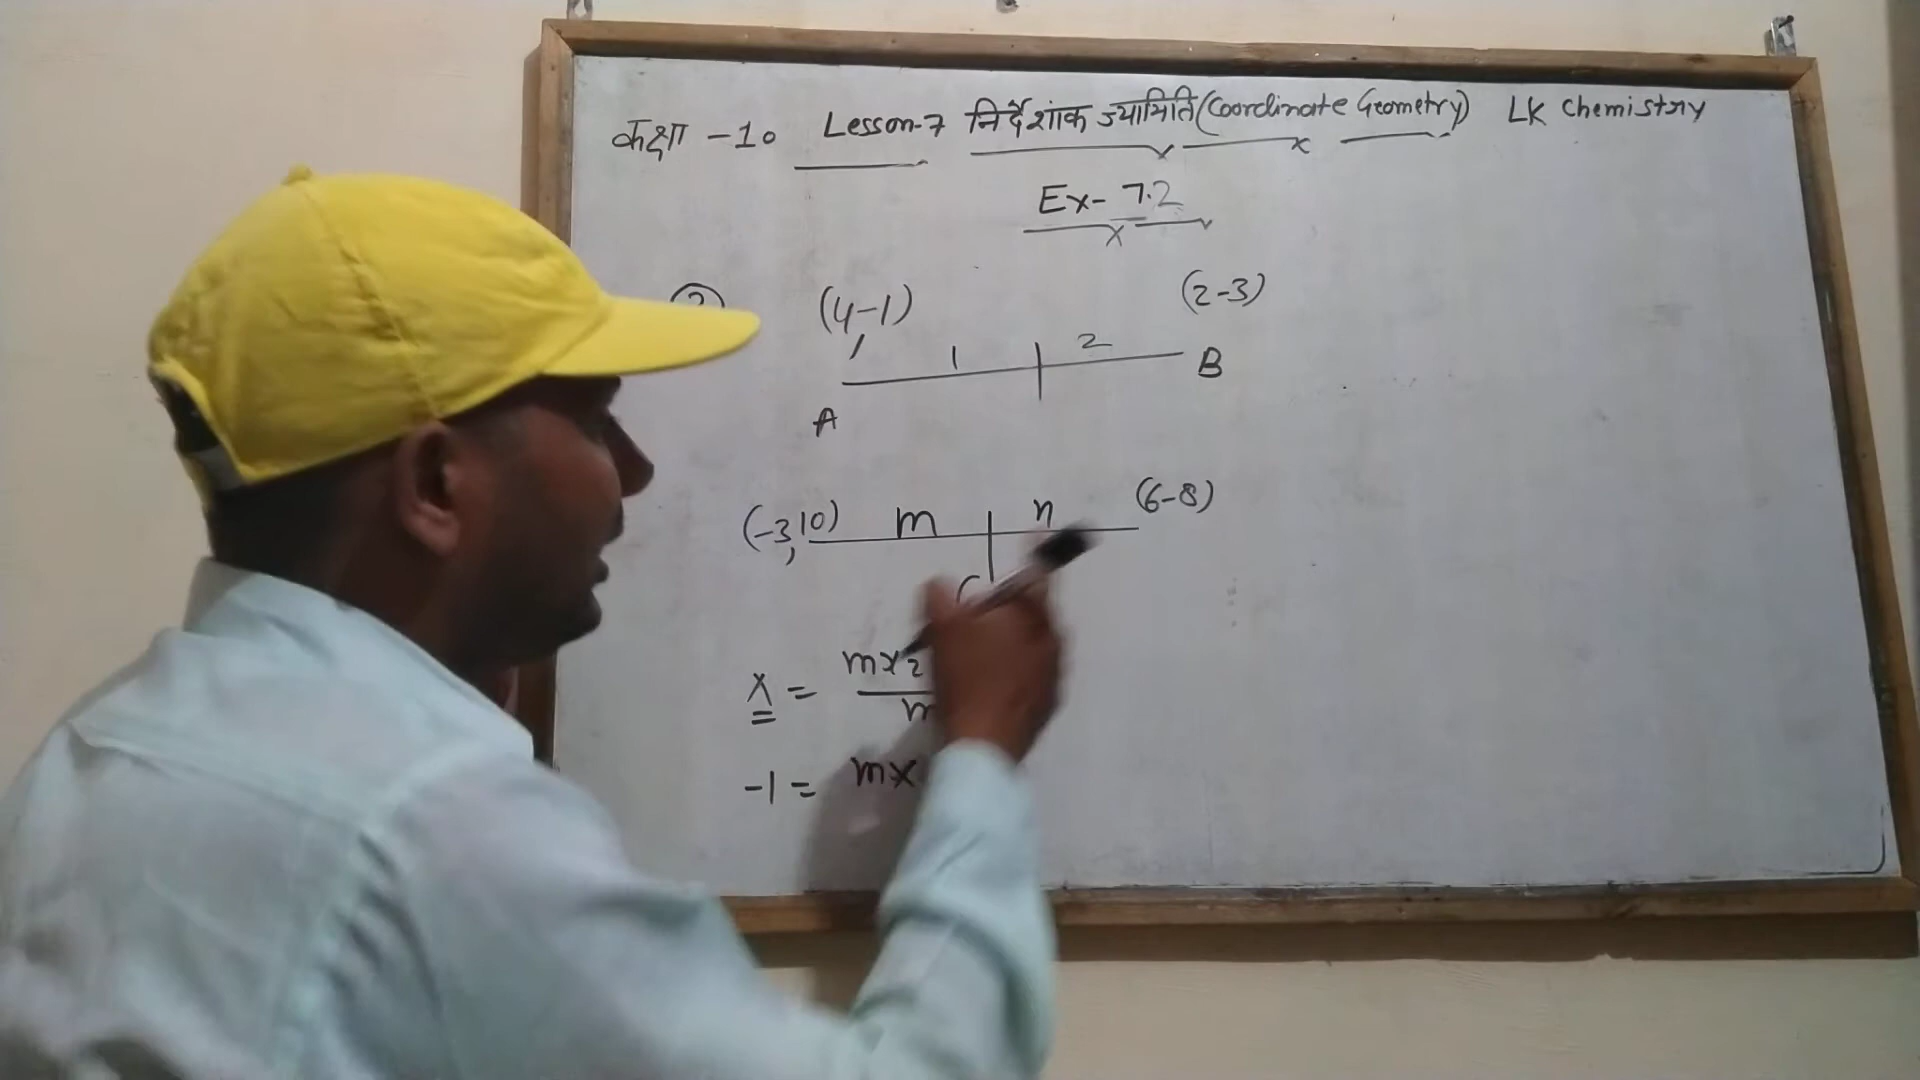 कक्षा - 10 Lesson-7 निर्देशांक ज्यामिति (Coordinate Geometry) LK Chemistry
Ex- 7.2
(4,-1) (2-3)
1 2
A B
(-3,10) m n (6-8)
x = mx2
m
-1 = mx